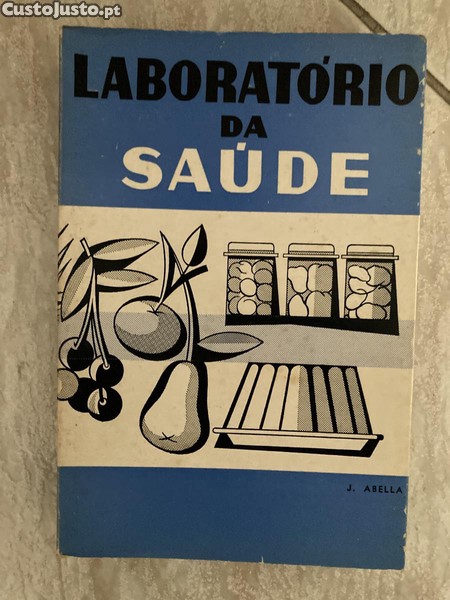 CustoJusto.pt
LABORATÓRIO
DA
SAÚDE
J. ABELLA